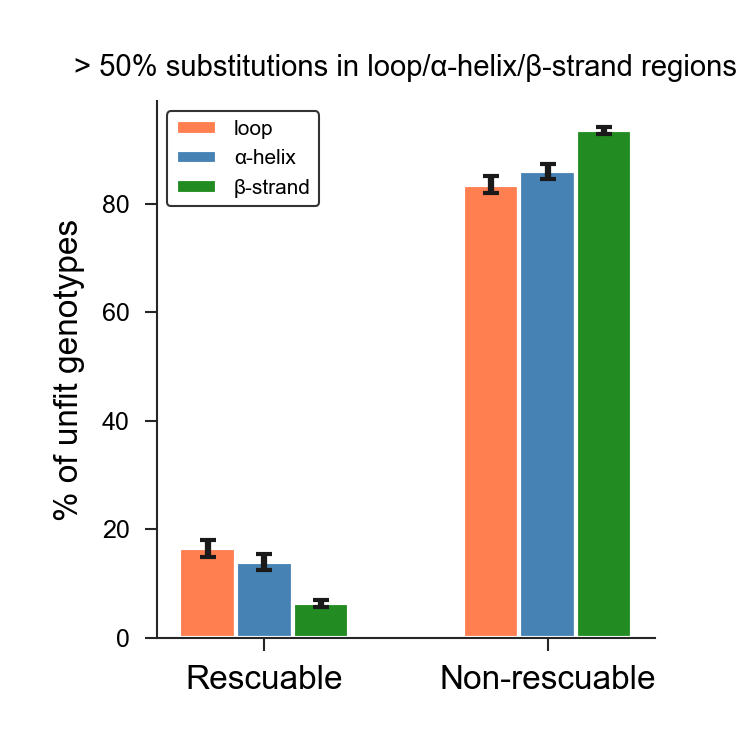 > 50% substitutions in loop/α-helix/β-strand regions
loop
α-helix
β-strand
% of unfit genotypes
80
60
40
20
0
Rescuable
Non-rescuable